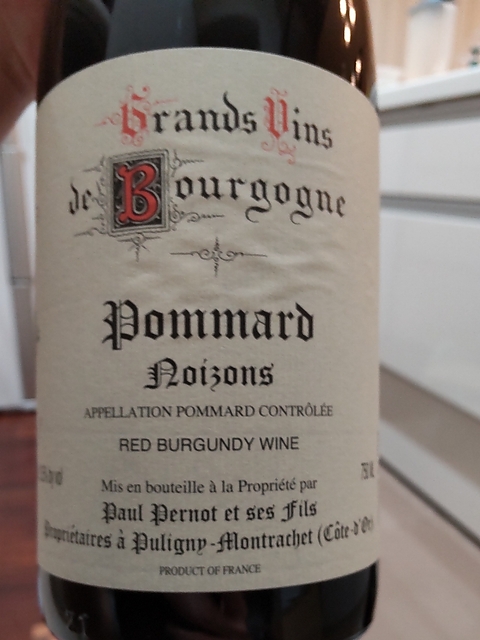 Grands Vins
de Bourgogne
Pommard
Noizons
APPELLATION POMMARD CONTRÔLÉE
RED BURGUNDY WINE
Mis en bouteille à la Propriété par
Paul Pernot et ses Fils
Propriétaires à Puligny-Montrachet (Côte-d'Or)
PRODUCT OF FRANCE